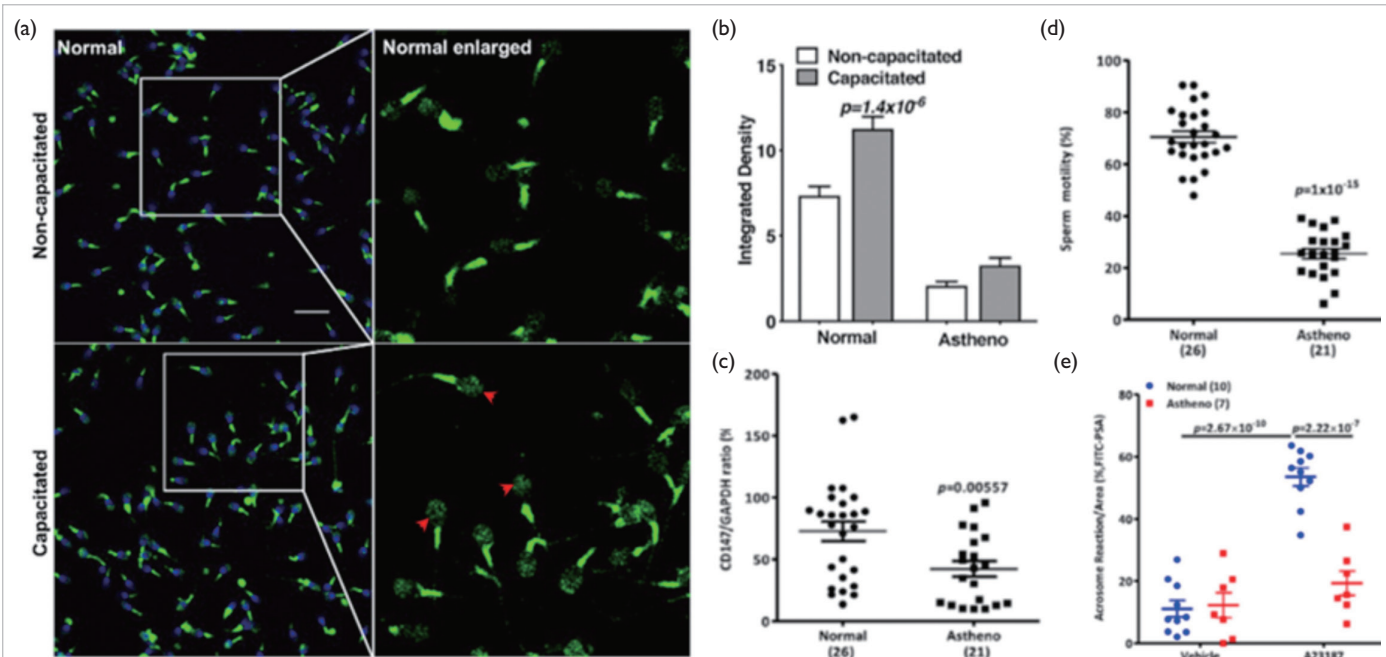 (a)
Normal
Normal enlarged
Non-capacitated
Capacitated
(b)
Non-capacitated
Capacitated
p=1.4x10-6
Integrated Density
15
10
5
0
Normal
Astheno
(c)
CD147/GAPDH ratio (%
200
150
100
50
0
p=0.00557
Normal
(26)
Astheno
(21)
(d)
Sperm motility (%)
100
80
60
40
20
0
p=1x10-15
Normal
(26)
Astheno
(21)
(e)
Normal (10)
Astheno (7)
Acrosome Reaction/Area (%,FITC-PSA)
80
60
40
20
0
p=2.67×10-10
p=2.22×10-7
Vehicle
A23187